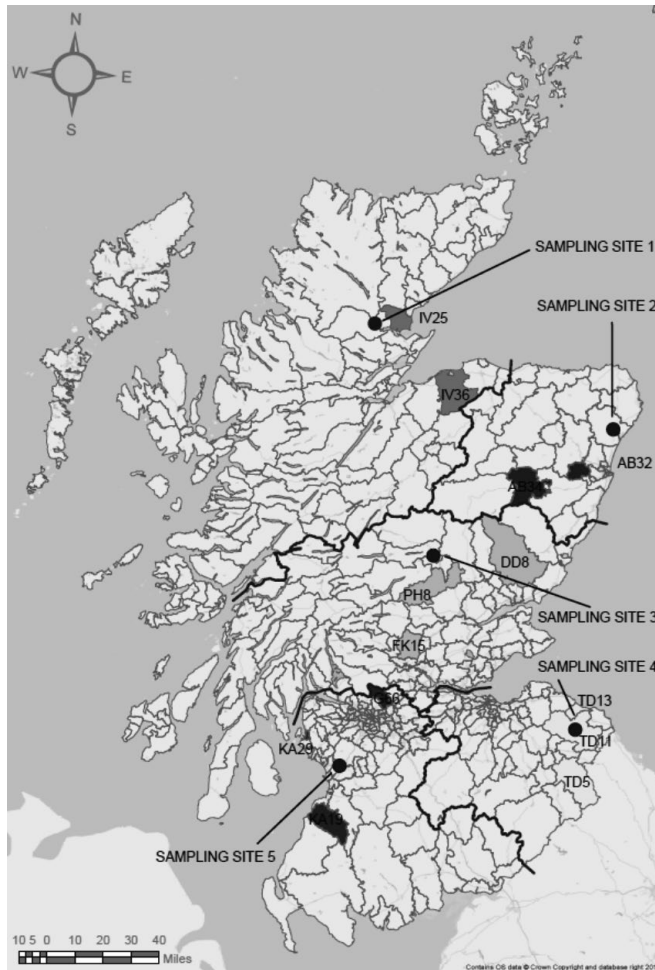 N
W
E
S
SAMPLING SITE 1
IV25
SAMPLING SITE 2
IV36
AB32
DD8
PH8
SAMPLING SITE 3
FK15
SAMPLING SITE 4
TD13
TD11
KA29
TD5
KA19
SAMPLING SITE 5
10 5 0 10 20 30 40
Miles
Contains OS data © Crown Copyright and database right